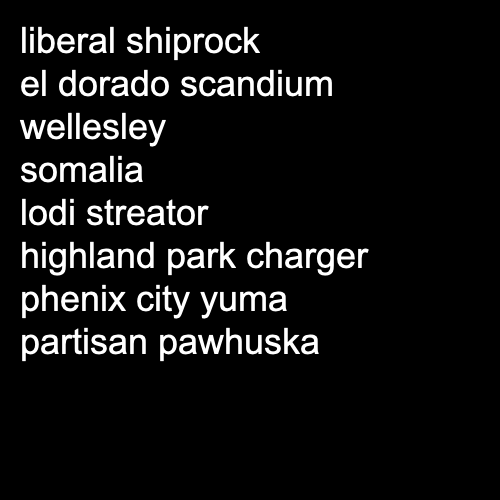 liberal shiprock
el dorado scandium
wellesley
somalia
lodi streator
highland park charger
phenix city yuma
partisan pawhuska